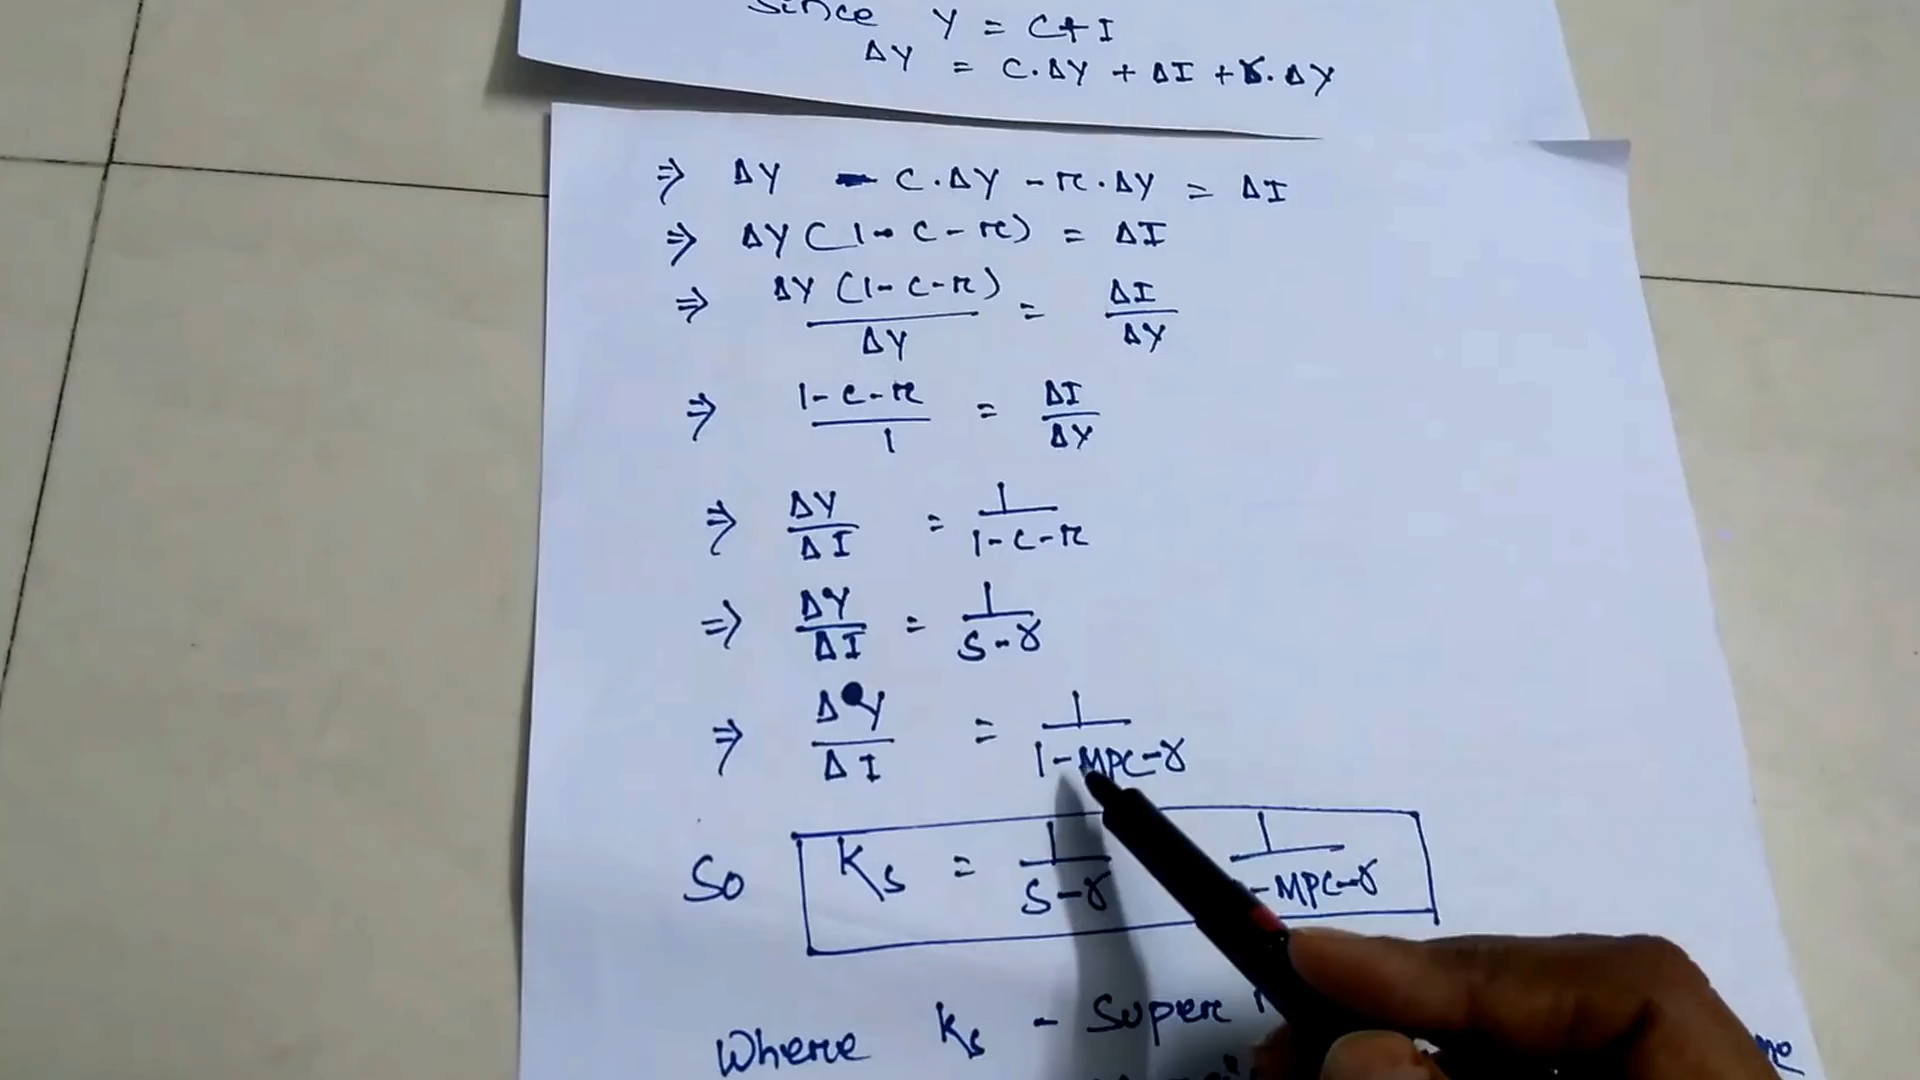 Since Y = C+I
ΔY = C.ΔY + ΔI + r.ΔY
⇒ ΔY - C.ΔY - r.ΔY = ΔI
⇒ ΔY (1 - C - r) = ΔI
⇒ ΔY (1-C-r) / ΔY = ΔI / ΔY
⇒ 1-C-r / 1 = ΔI / ΔY
⇒ ΔY / ΔI = 1 / 1-C-r
⇒ ΔY / ΔI = 1 / S-r
⇒ ΔY / ΔI = 1 / 1-MPC-r
So Ks = 1 / S-r 1 / -MPC-r
Where Ks - Super